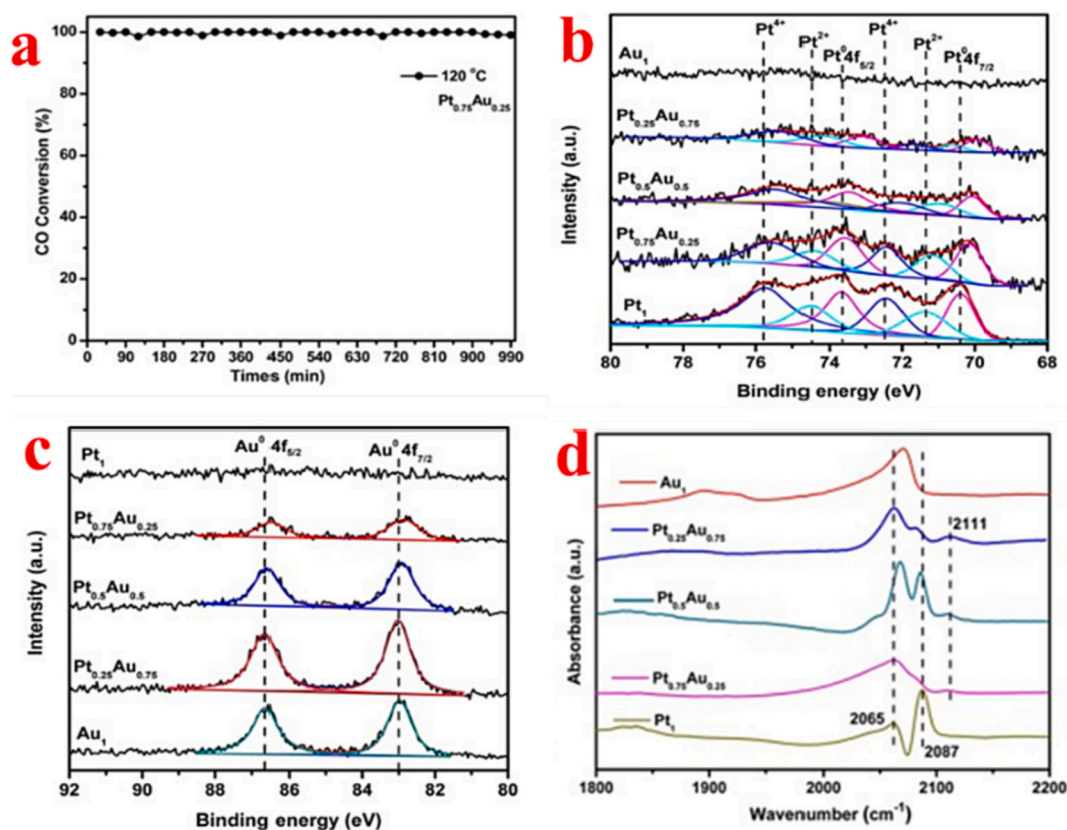 a
100
80
60
40
20
0
CO Conversion (%)
120 °C
Pt0.75Au0.25
0 90 180 270 360 450 540 630 720 810 900 990
Times (min)
b
Pt4+ Pt2+ Pt0 4f5/2 Pt4+ Pt2+ Pt0 4f7/2
Au1
Pt0.25Au0.75
Pt0.5Au0.5
Pt0.75Au0.25
Pt1
Intensity (a.u.)
80 78 76 74 72 70 68
Binding energy (eV)
c
Au0 4f5/2 Au0 4f7/2
Pt1
Pt0.75Au0.25
Pt0.5Au0.5
Pt0.25Au0.75
Au1
Intensity (a.u.)
92 90 88 86 84 82 80
Binding energy (eV)
d
Au1
Pt0.25Au0.75
2111
Pt0.5Au0.5
Pt0.75Au0.25
Pt1
2065
2087
Absorbance (a.u.)
1800 1900 2000 2100 2200
Wavenumber (cm-1)